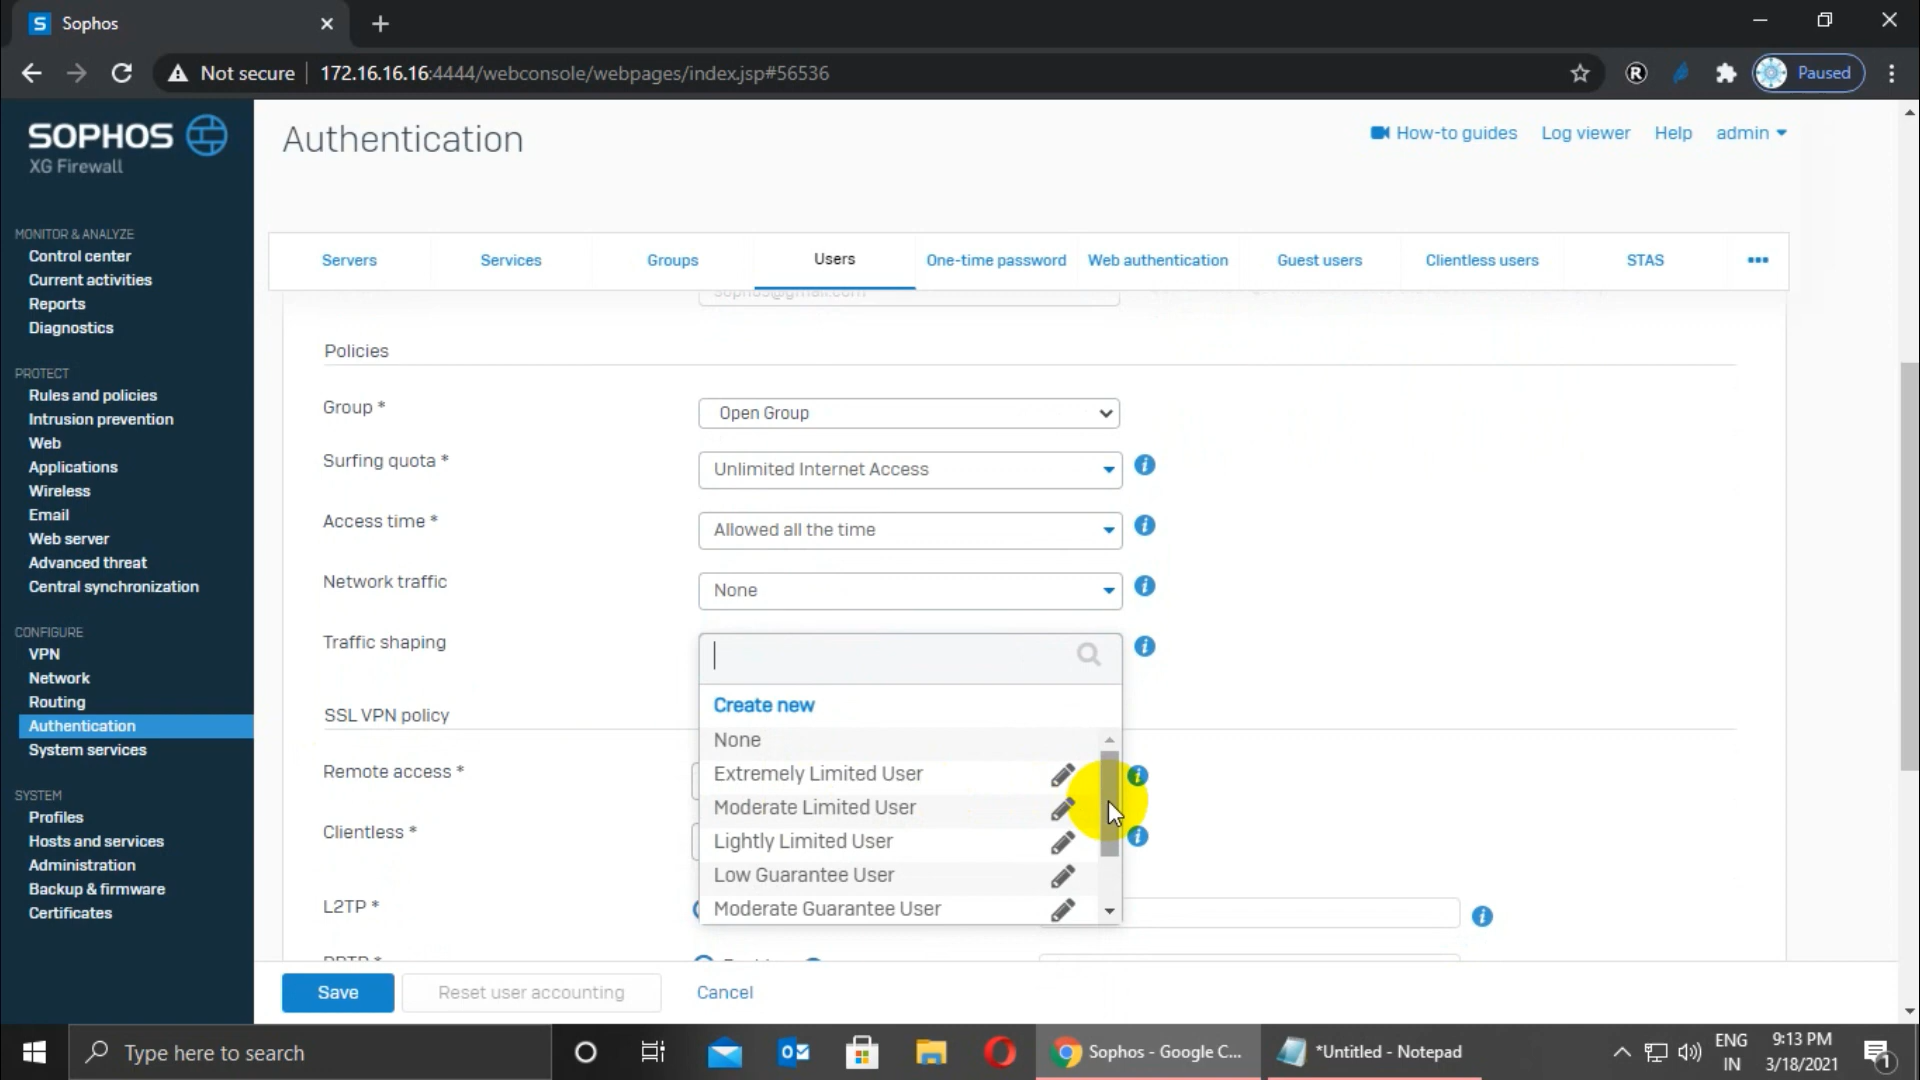 S Sophos
Not secure 172.16.16.16:4444/webconsole/webpages/index.jsp#56536
R
Paused
SOPHOS
XG Firewall
Authentication
How-to guides Log viewer Help admin
Servers Services Groups Users One-time password Web authentication Guest users Clientless users STAS •••
MONITOR & ANALYZE
Control center
Current activities
Reports
Diagnostics
PROTECT
Rules and policies
Intrusion prevention
Web
Applications
Wireless
Email
Web server
Advanced threat
Central synchronization
CONFIGURE
VPN
Network
Routing
Authentication
System services
SYSTEM
Profiles
Hosts and services
Administration
Backup & firmware
Certificates
sophos@gmail.com
Policies
Group * Open Group
Surfing quota * Unlimited Internet Access
Access time * Allowed all the time
Network traffic None
Traffic shaping
Create new
None
Extremely Limited User
Moderate Limited User
Lightly Limited User
Low Guarantee User
Moderate Guarantee User
SSL VPN policy
Remote access *
Clientless *
L2TP *
Save Reset user accounting Cancel
Type here to search
Sophos - Google C...
*Untitled - Notepad
ENG
IN
9:13 PM
3/18/2021
1